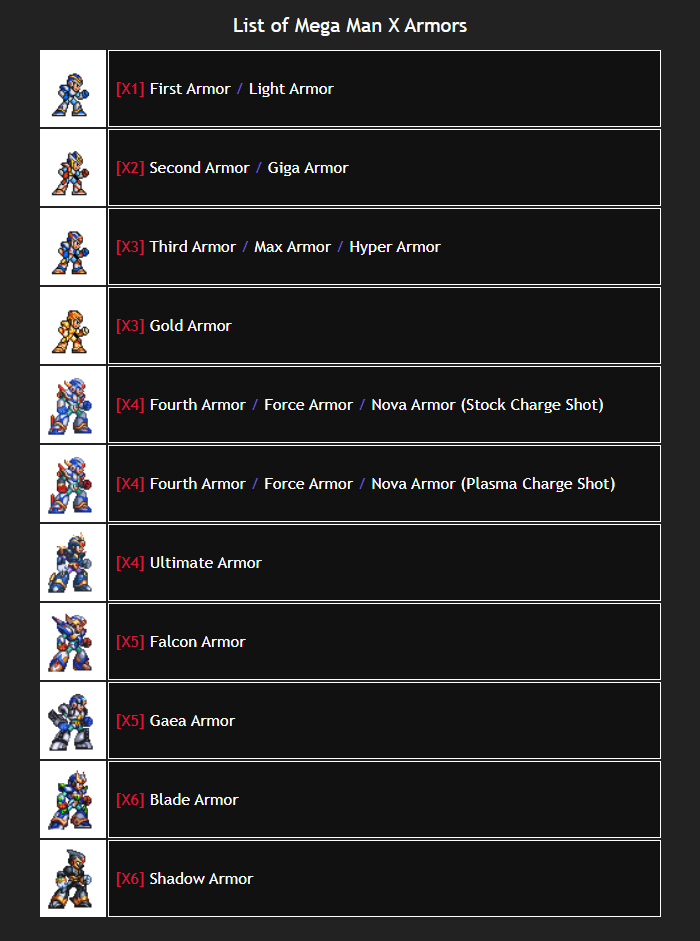 List of Mega Man X Armors
[X1] First Armor / Light Armor
[X2] Second Armor / Giga Armor
[X3] Third Armor / Max Armor / Hyper Armor
[X3] Gold Armor
[X4] Fourth Armor / Force Armor / Nova Armor (Stock Charge Shot)
[X4] Fourth Armor / Force Armor / Nova Armor (Plasma Charge Shot)
[X4] Ultimate Armor
[X5] Falcon Armor
[X5] Gaea Armor
[X6] Blade Armor
[X6] Shadow Armor